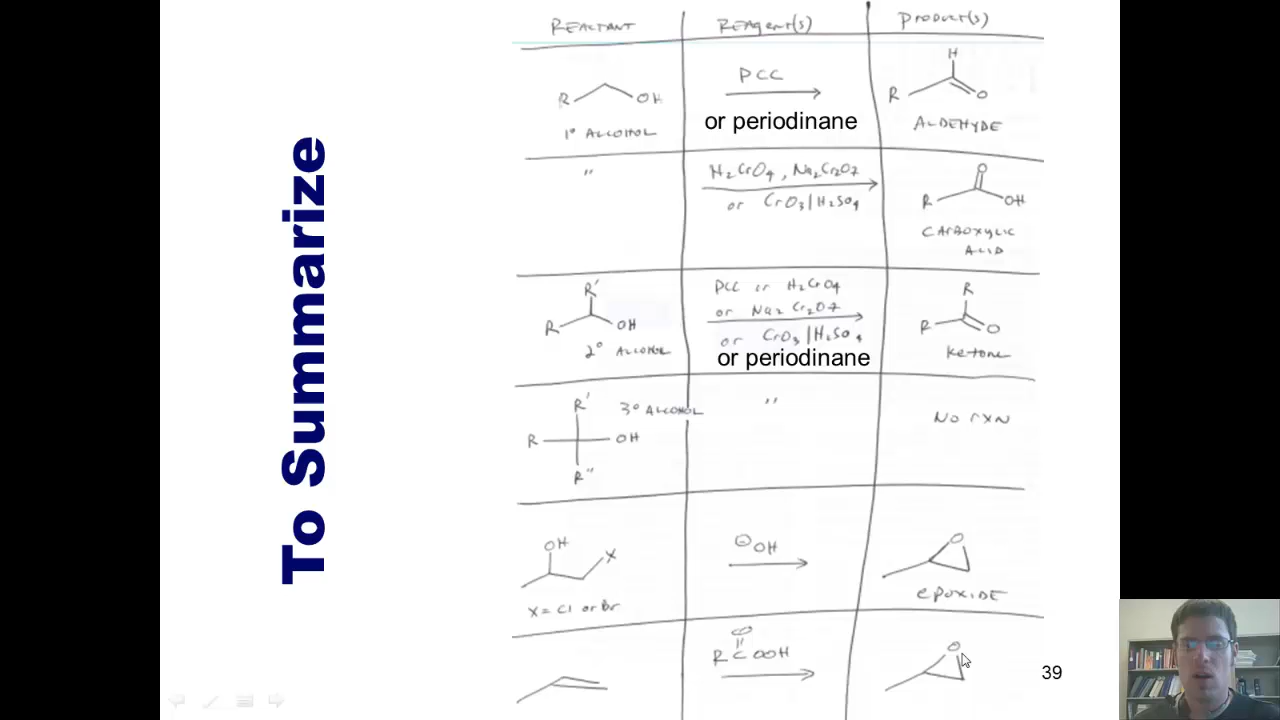 To Summarize
REACTANT REAGENT(S) PRODUCT(S)
R OH
1° ALCOHOL
PCC
or periodinane
H
R O
ALDEHYDE
"
H2CrO4, Na2Cr2O7
or CrO3/H2SO4
O
R OH
CARBOXYLIC
ACID
R'
R OH
2° ALCOHOL
PCC or H2CrO4
or Na2Cr2O7
or CrO3/H2SO4
or periodinane
R
R O
Ketone
R' 3° ALCOHOL
R OH
R"
"
NO rXN
OH
X
X = Cl or Br
⊖OH
O
EPOXIDE
O
R C OOH
O
39